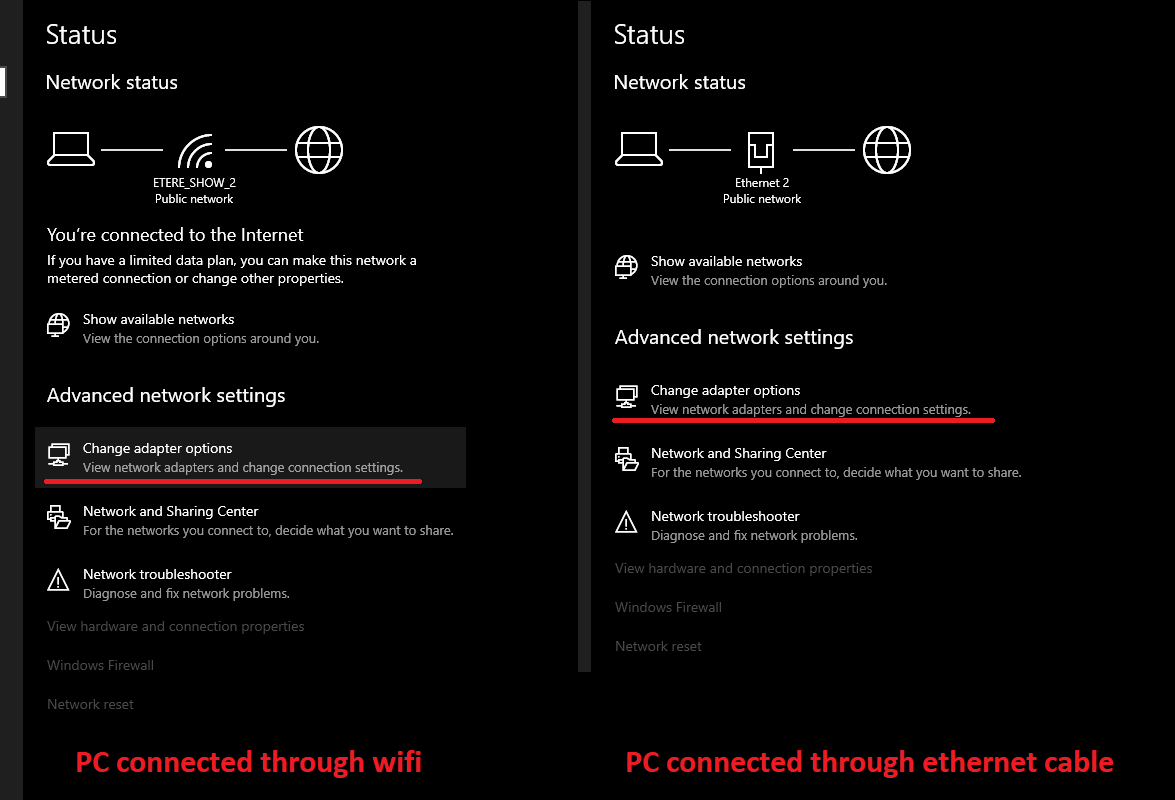 Status
Network status
ETERE_SHOW_2
Public network
You're connected to the Internet
If you have a limited data plan, you can make this network a
metered connection or change other properties.
Show available networks
View the connection options around you.
Advanced network settings
Change adapter options
View network adapters and change connection settings.
Network and Sharing Center
For the networks you connect to, decide what you want to share.
Network troubleshooter
Diagnose and fix network problems.
View hardware and connection properties
Windows Firewall
Network reset
PC connected through wifi
Status
Network status
Ethernet 2
Public network
Show available networks
View the connection options around you.
Advanced network settings
Change adapter options
View network adapters and change connection settings.
Network and Sharing Center
For the networks you connect to, decide what you want to share.
Network troubleshooter
Diagnose and fix network problems.
View hardware and connection properties
Windows Firewall
Network reset
PC connected through ethernet cable